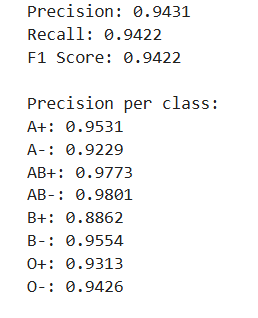 Precision: 0.9431
Recall: 0.9422
F1 Score: 0.9422
Precision per class:
A+: 0.9531
A-: 0.9229
AB+: 0.9773
AB-: 0.9801
B+: 0.8862
B-: 0.9554
O+: 0.9313
O-: 0.9426